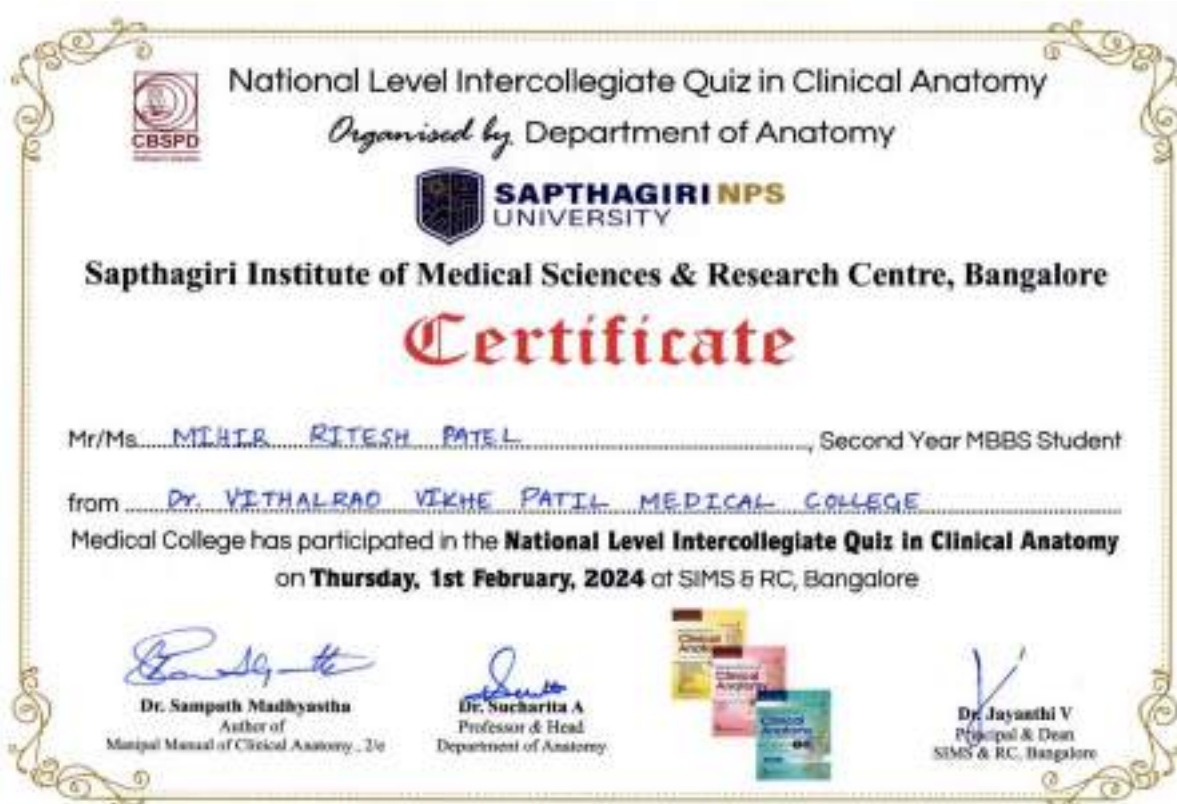 National Level Intercollegiate Quiz in Clinical Anatomy
CBSPD
Organised by Department of Anatomy
SAPTHAGIRI NPS
UNIVERSITY
Sapthagiri Institute of Medical Sciences & Research Centre, Bangalore
Certificate
Mr/Ms MIHIR RITESH PATEL, Second Year MBBS Student
from Dr. VITHALRAO VIKHE PATIL MEDICAL COLLEGE
Medical College has participated in the National Level Intercollegiate Quiz in Clinical Anatomy
on Thursday, 1st February, 2024 at SIMS & RC, Bangalore
Dr. Sampath Madhyastha
Author of
Manipal Manual of Clinical Anatomy, 2/e
Dr. Sucharita A
Professor & Head
Department of Anatomy
Clinical
Anatomy
Clinical
Anatomy
Clinical
Anatomy
Dr. Jayanthi V
Principal & Dean
SIMS & RC, Bangalore